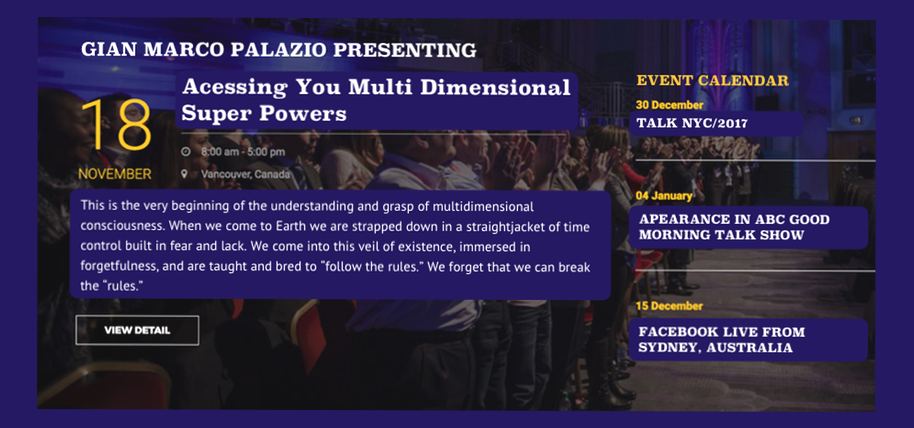 GIAN MARCO PALAZIO PRESENTING
18
NOVEMBER
Acessing You Multi Dimensional
Super Powers
8:00 am - 5:00 pm
Vancouver, Canada
This is the very beginning of the understanding and grasp of multidimensional
consciousness. When we come to Earth we are strapped down in a straightjacket of time
control built in fear and lack. We come into this veil of existence, immersed in
forgetfulness, and are taught and bred to “follow the rules.” We forget that we can break
the “rules.”
VIEW DETAIL
EVENT CALENDAR
30 December
TALK NYC/2017
04 January
APEARANCE IN ABC GOOD
MORNING TALK SHOW
15 December
FACEBOOK LIVE FROM
SYDNEY, AUSTRALIA